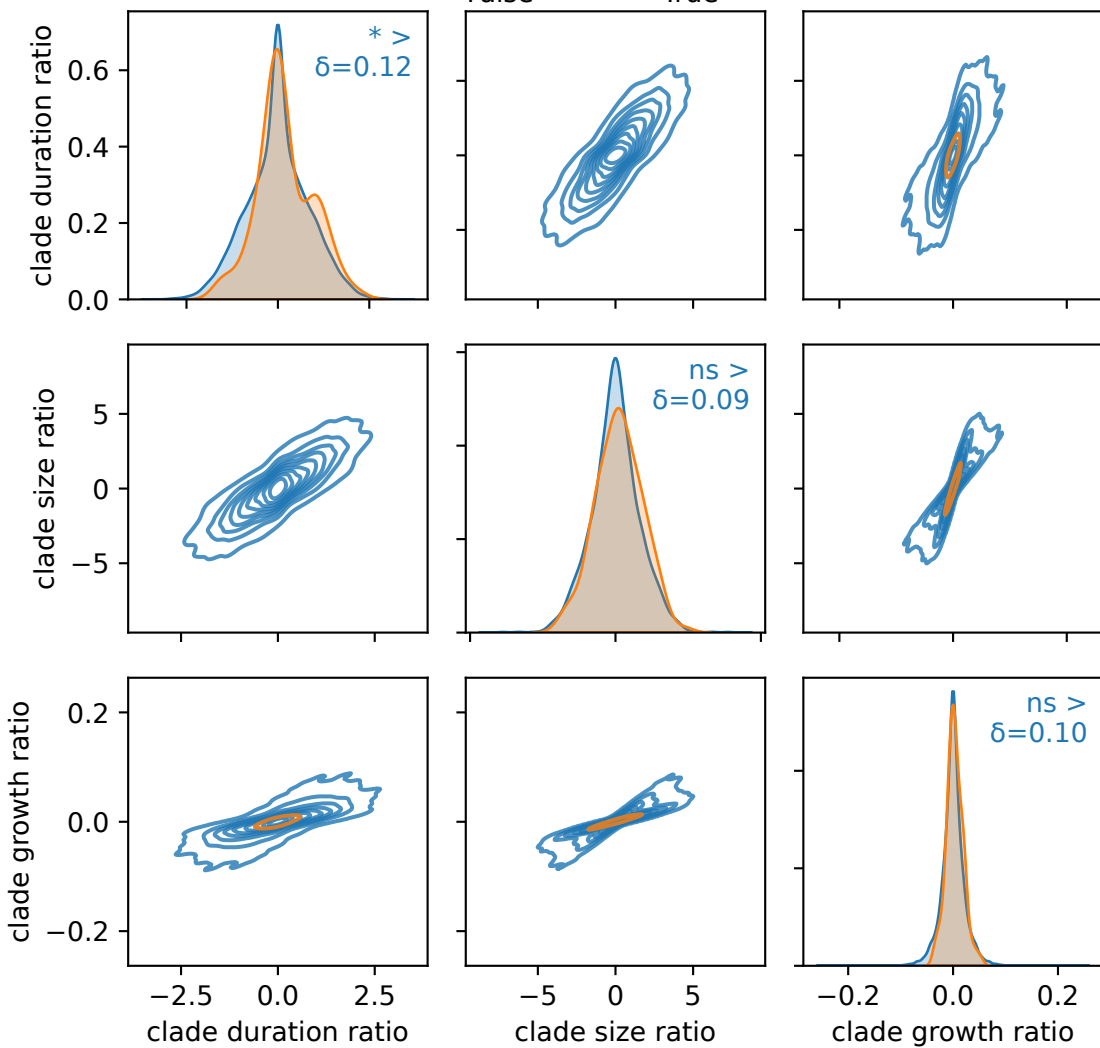 clade duration ratio
0.6
0.4
0.2
0.0
* >
δ=0.12
clade size ratio
5
0
−5
ns >
δ=0.09
clade growth ratio
0.2
0.0
−0.2
ns >
δ=0.10
−2.5 0.0 2.5
−5 0 5
−0.2 0.0 0.2
clade duration ratio
clade size ratio
clade growth ratio